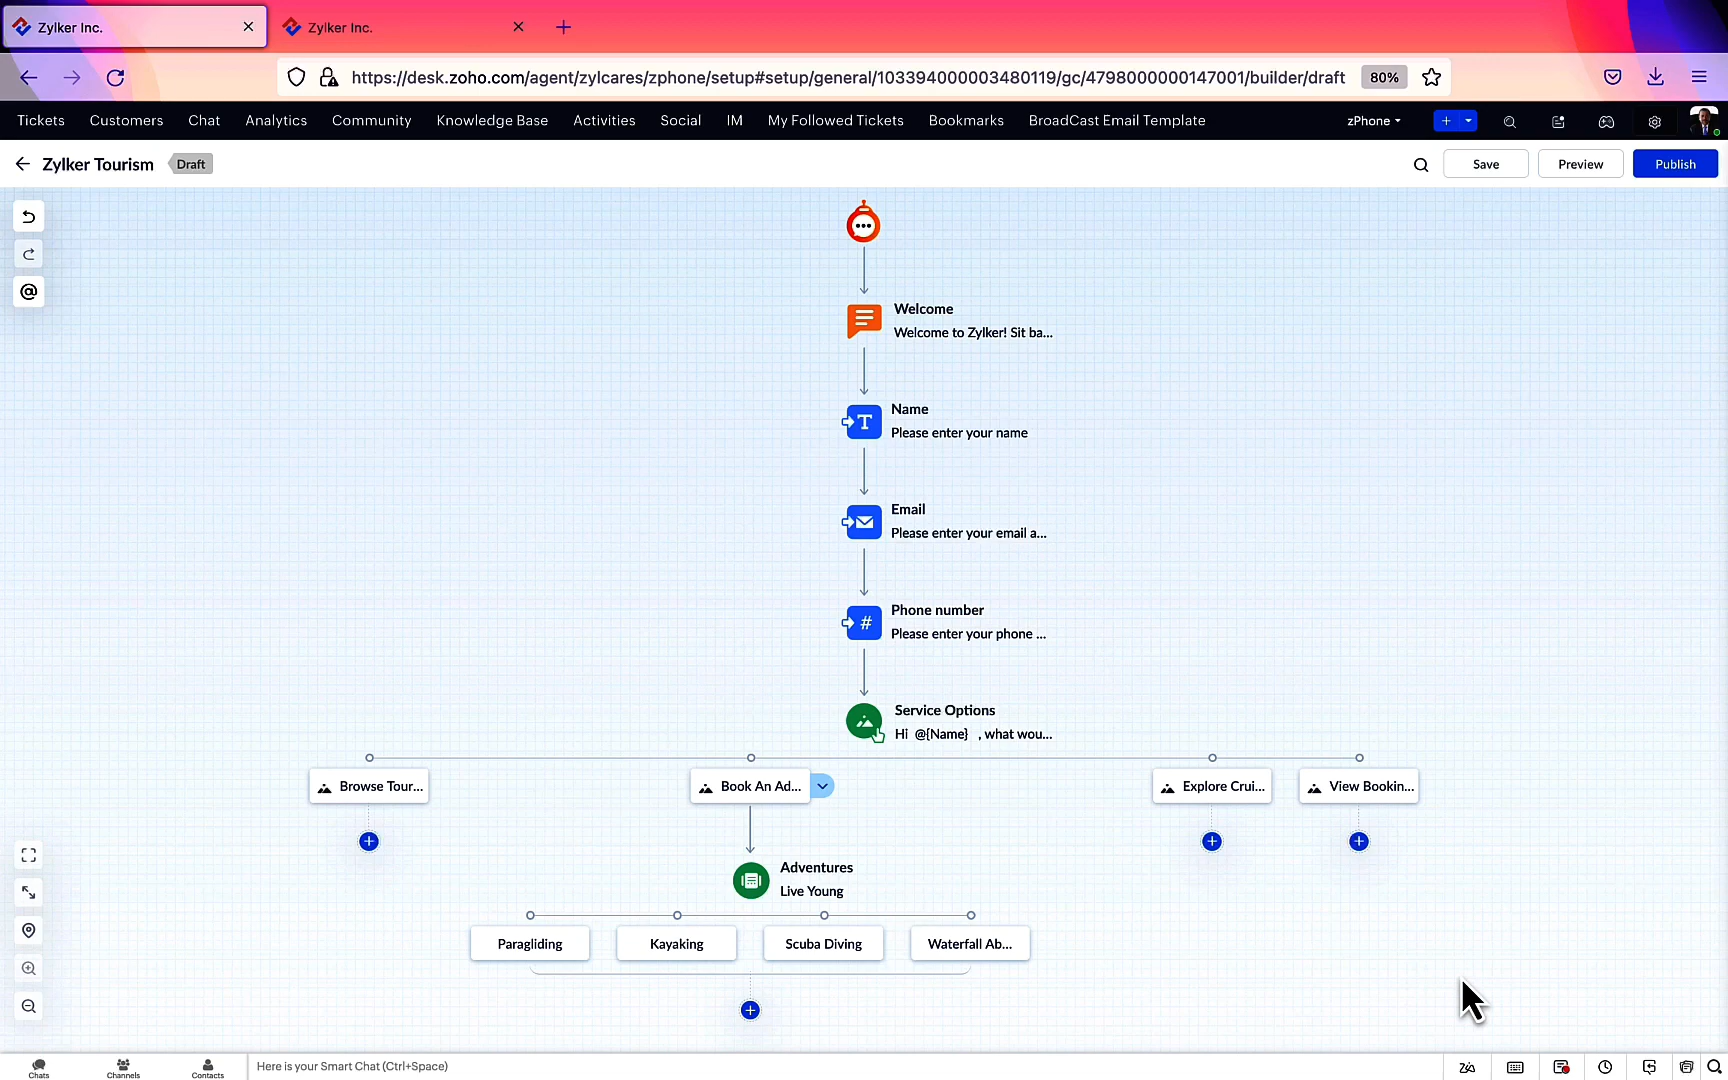 Zylker Inc.
Zylker Inc.
https://desk.zoho.com/agent/zylcares/zphone/setup#setup/general/103394000003480119/gc/4798000000147001/builder/draft
80%
Tickets
Customers
Chat
Analytics
Community
Knowledge Base
Activities
Social
IM
My Followed Tickets
Bookmarks
BroadCast Email Template
zPhone
Zylker Tourism
Draft
Save
Preview
Publish
Welcome
Welcome to Zylker! Sit ba...
T
Name
Please enter your name
Email
Please enter your email a...
#
Phone number
Please enter your phone ...
Service Options
Hi @{Name} , what wou...
Browse Tour...
Book An Ad...
Explore Crui...
View Bookin...
Adventures
Live Young
Paragliding
Kayaking
Scuba Diving
Waterfall Ab...
Chats
Channels
Contacts
Here is your Smart Chat (Ctrl+Space)